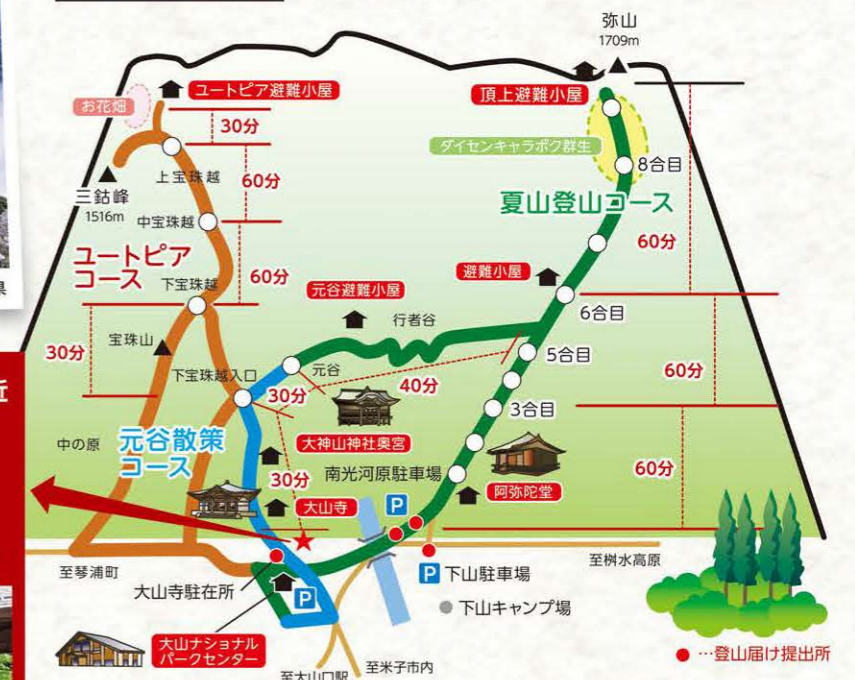 弥山
1709m
ユートピア避難小屋
頂上避難小屋
お花畑
30分
ダイセンキャラボク群生
8合目
上宝珠越
60分
三鈷峰
1516m
夏山登山コース
中宝珠越
60分
ユートピア
コース
60分
避難小屋
下宝珠越
元谷避難小屋
県
行者谷
6合目
宝珠山
30分
5合目
元谷
下宝珠越入口
40分
60分
30分
近
3合目
中の原
元谷散策
コース
大神山神社奥宮
南光河原駐車場
60分
30分
阿弥陀堂
大山寺
P
至琴浦町
至桝水高原
P 下山駐車場
大山寺駐在所
P
下山キャンプ場
大山ナショナル
パークセンター
…登山届け提出所
至米子市内
至大山口駅